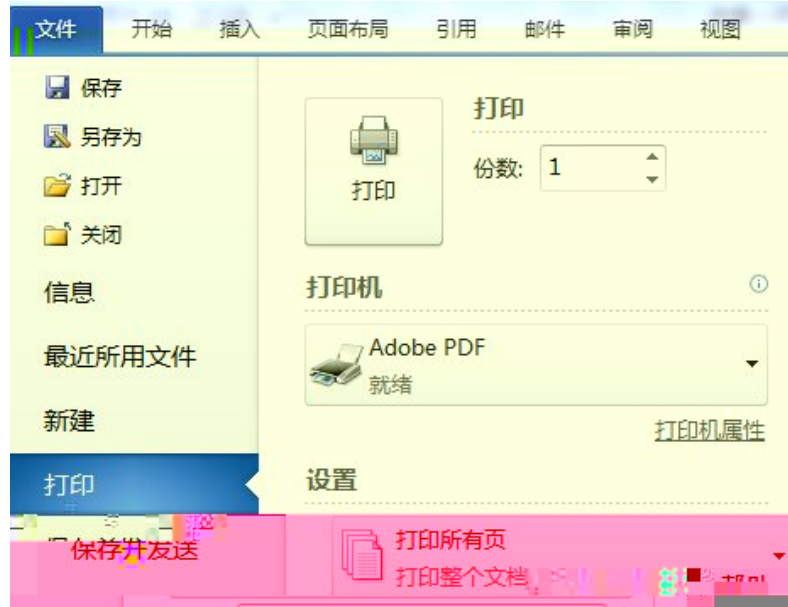 文件 开始 插入 页面布局 引用 邮件 审阅 视图
保存
另存为
打开
关闭
信息
最近所用文件
新建
打印
保存并发送
打印
打印
份数: 1
打印机
Adobe PDF
就绪
打印机属性
设置
打印所有页
打印整个文档